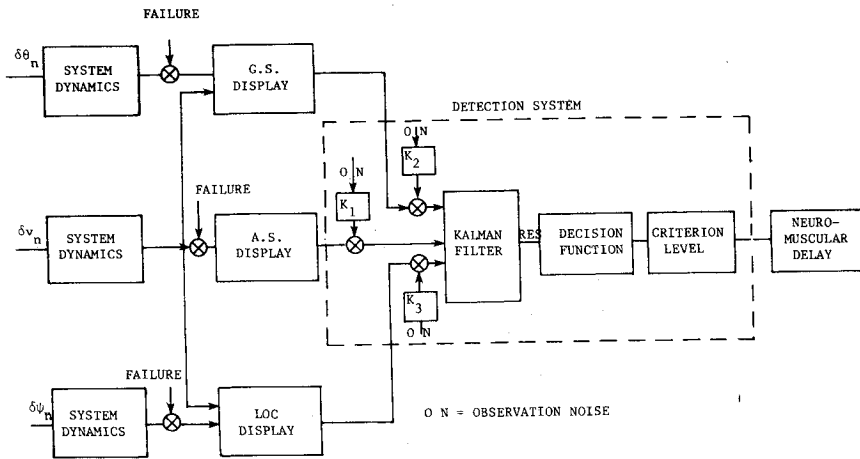 FAILURE
δθn
SYSTEM
DYNAMICS
G.S.
DISPLAY
DETECTION SYSTEM
O N
K2
O N
K1
FAILURE
δvn
SYSTEM
DYNAMICS
A.S.
DISPLAY
KALMAN
FILTER
RES
DECISION
FUNCTION
CRITERION
LEVEL
NEURO-
MUSCULAR
DELAY
K3
O N
FAILURE
δψn
SYSTEM
DYNAMICS
LOC
DISPLAY
O N = OBSERVATION NOISE